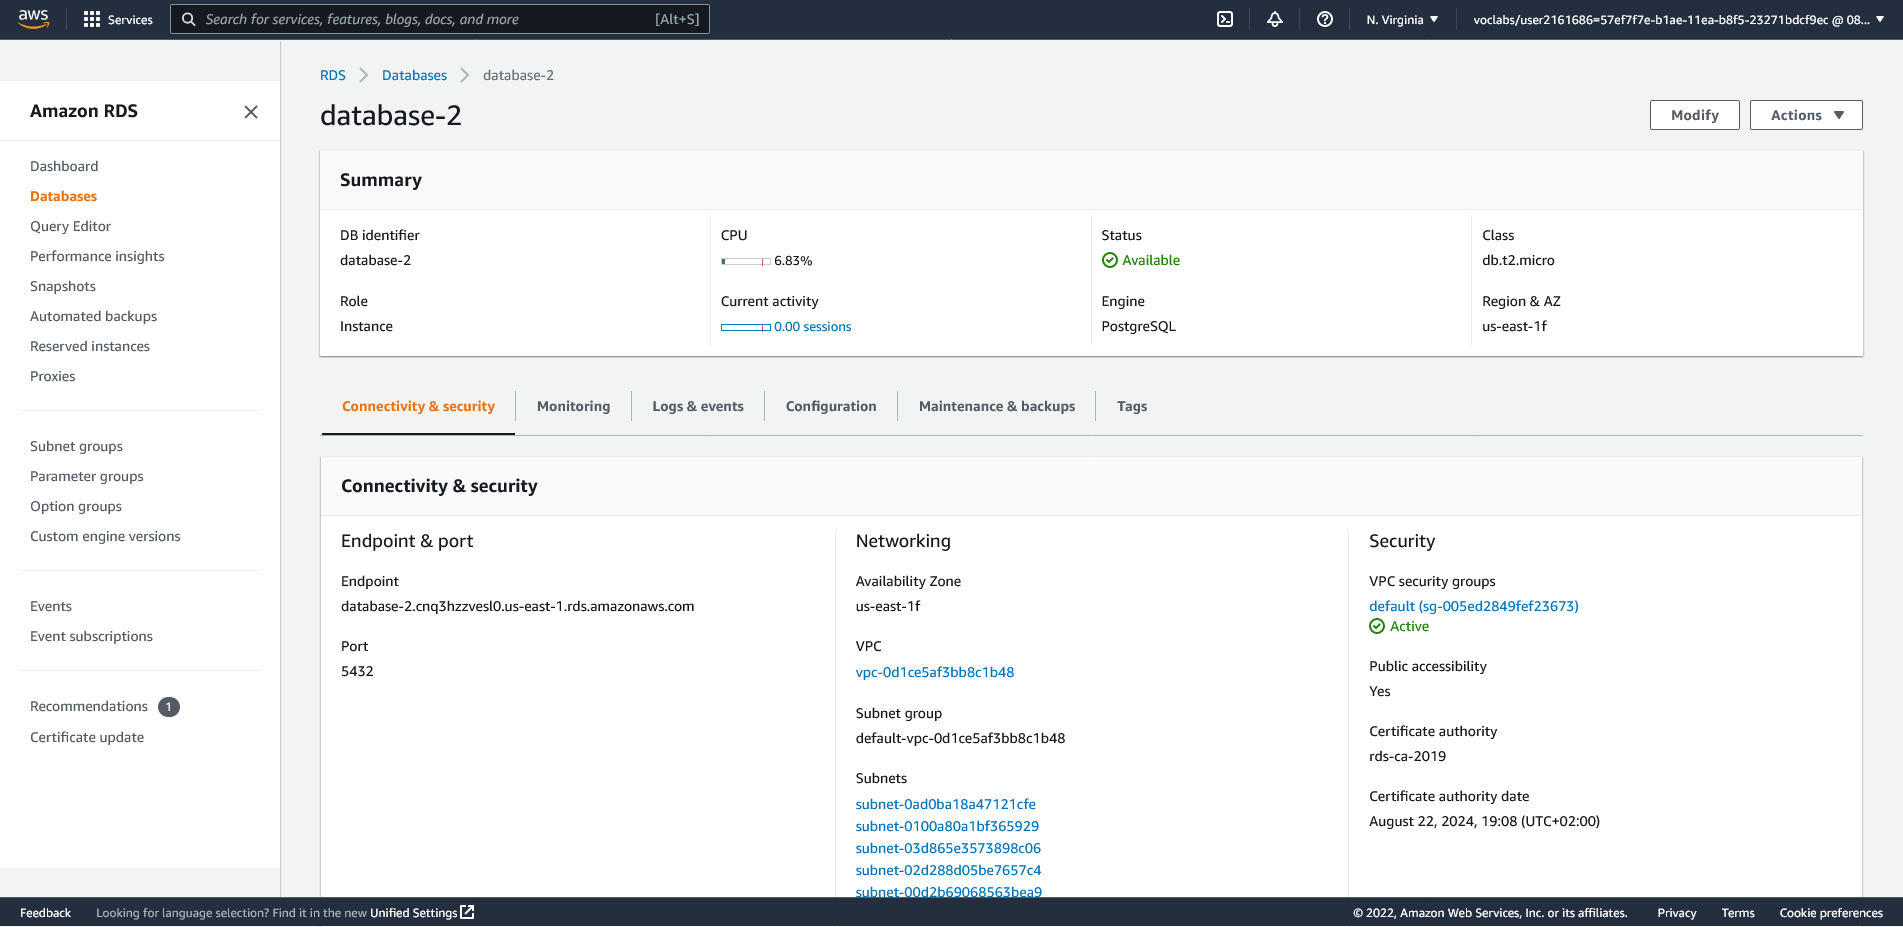 aws
Services
Search for services, features, blogs, docs, and more
[Alt+S]
N. Virginia ▼
voclabs/user2161686=57ef7f7e-b1ae-11ea-b8f5-23271bdcf9ec @ 08... ▼
Amazon RDS
Dashboard
Databases
Query Editor
Performance insights
Snapshots
Automated backups
Reserved instances
Proxies
Subnet groups
Parameter groups
Option groups
Custom engine versions
Events
Event subscriptions
Recommendations 1
Certificate update
RDS > Databases > database-2
database-2
Modify
Actions ▼
Summary
DB identifier
database-2
CPU
6.83%
Status
Available
Class
db.t2.micro
Role
Instance
Current activity
0.00 sessions
Engine
PostgreSQL
Region & AZ
us-east-1f
Connectivity & security
Monitoring
Logs & events
Configuration
Maintenance & backups
Tags
Connectivity & security
Endpoint & port
Endpoint
database-2.cnq3hzzvesl0.us-east-1.rds.amazonaws.com
Port
5432
Networking
Availability Zone
us-east-1f
VPC
vpc-0d1ce5af3bb8c1b48
Subnet group
default-vpc-0d1ce5af3bb8c1b48
Subnets
subnet-0ad0ba18a47121cfe
subnet-0100a80a1bf365929
subnet-03d865e3573898c06
subnet-02d288d05be7657c4
subnet-00d2b69068563bea9
Security
VPC security groups
default (sg-005ed2849fef23673)
Active
Public accessibility
Yes
Certificate authority
rds-ca-2019
Certificate authority date
August 22, 2024, 19:08 (UTC+02:00)
Feedback
Looking for language selection? Find it in the new Unified Settings
© 2022, Amazon Web Services, Inc. or its affiliates.
Privacy
Terms
Cookie preferences